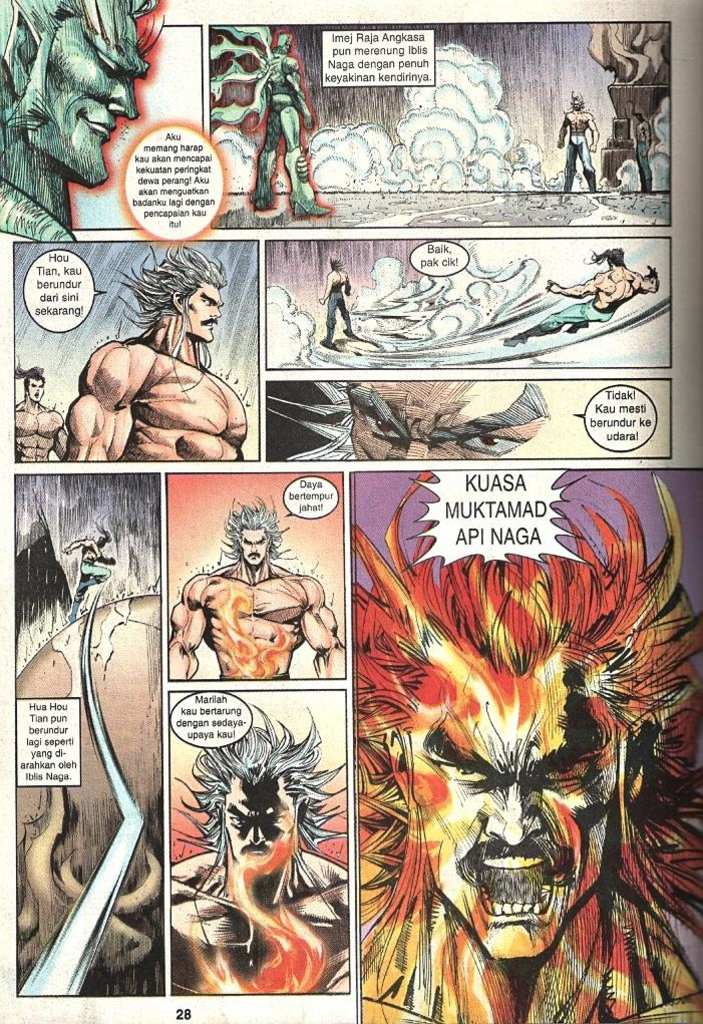 Imej Raja Angkasa
pun merenung Iblis
Naga dengan penuh
keyakinan kendirinya.
Aku
memang harap
kau akan mencapai
kekuatan peringkat
dewa perang! Aku
akan menguatkan
badanku lagi dengan
pencapaian kau
itu!
Hou
Tian, kau
berundur
dari sini
sekarang!
Baik,
pak cik!
Tidak!
Kau mesti
berundur ke
udara!
Hua Hou
Tian pun
berundur
lagi seperti
yang di-
arahkan oleh
Iblis Naga.
Daya
bertempur
jahat!
Marilah
kau bertarung
dengan sedaya-
upaya kau!
KUASA
MUKTAMAD
API NAGA
28